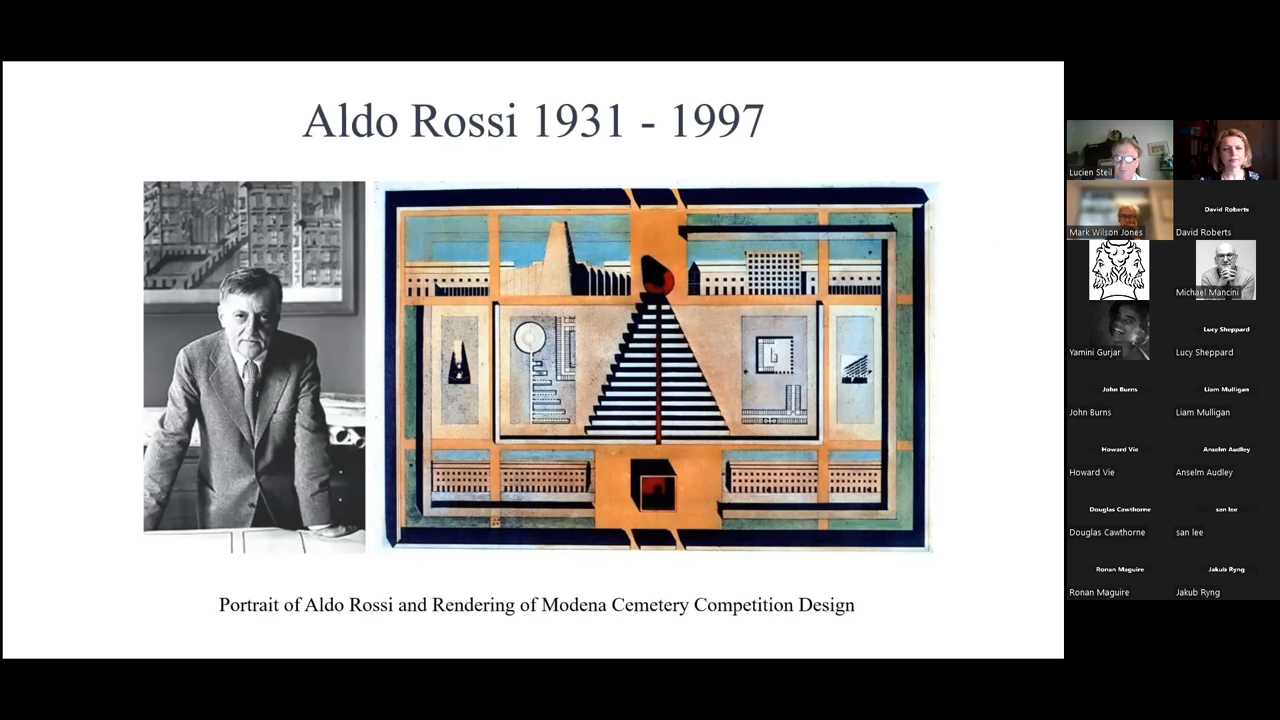 Aldo Rossi 1931 - 1997
Portrait of Aldo Rossi and Rendering of Modena Cemetery Competition Design
Lucien Steil
Mark Wilson Jones
David Roberts
David Roberts
Michael Mancini
Yamini Gurjar
Lucy Sheppard
Lucy Sheppard
John Burns
John Burns
Liam Mulligan
Liam Mulligan
Howard Vie
Howard Vie
Anselm Audley
Anselm Audley
Douglas Cawthorne
Douglas Cawthorne
san lee
san lee
Ronan Maguire
Ronan Maguire
Jakub Ryng
Jakub Ryng